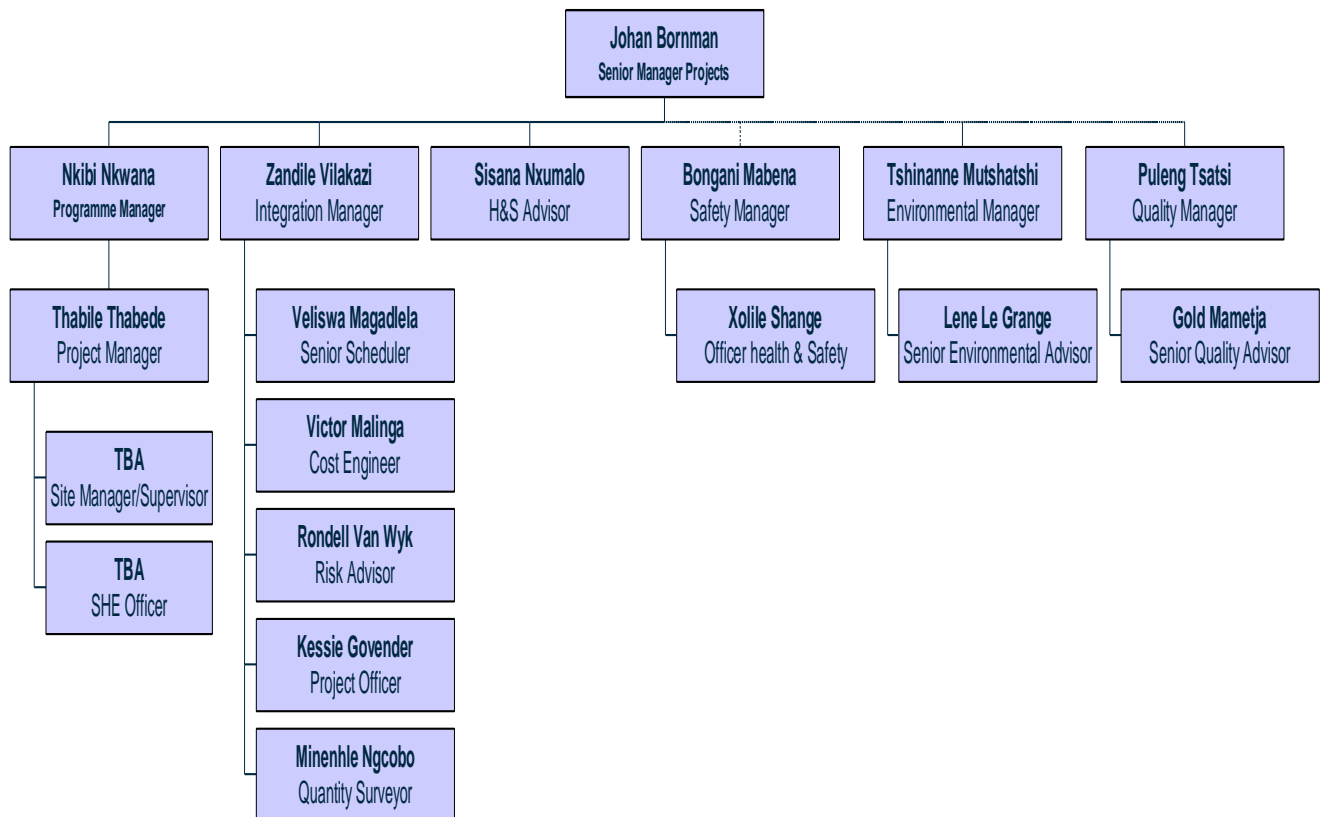 Johan Bornman
Senior Manager Projects
Nkibi Nkwana
Programme Manager
Zandile Vilakazi
Integration Manager
Sisana Nxumalo
H&S Advisor
Bongani Mabena
Safety Manager
Tshinanne Mutshatshi
Environmental Manager
Puleng Tsatsi
Quality Manager
Thabile Thabede
Project Manager
Veliswa Magadlela
Senior Scheduler
Xolile Shange
Officer health & Safety
Lene Le Grange
Senior Environmental Advisor
Gold Mametja
Senior Quality Advisor
Victor Malinga
Cost Engineer
TBA
Site Manager/Supervisor
Rondell Van Wyk
Risk Advisor
TBA
SHE Officer
Kessie Govender
Project Officer
Minenhle Ngcobo
Quantity Surveyor